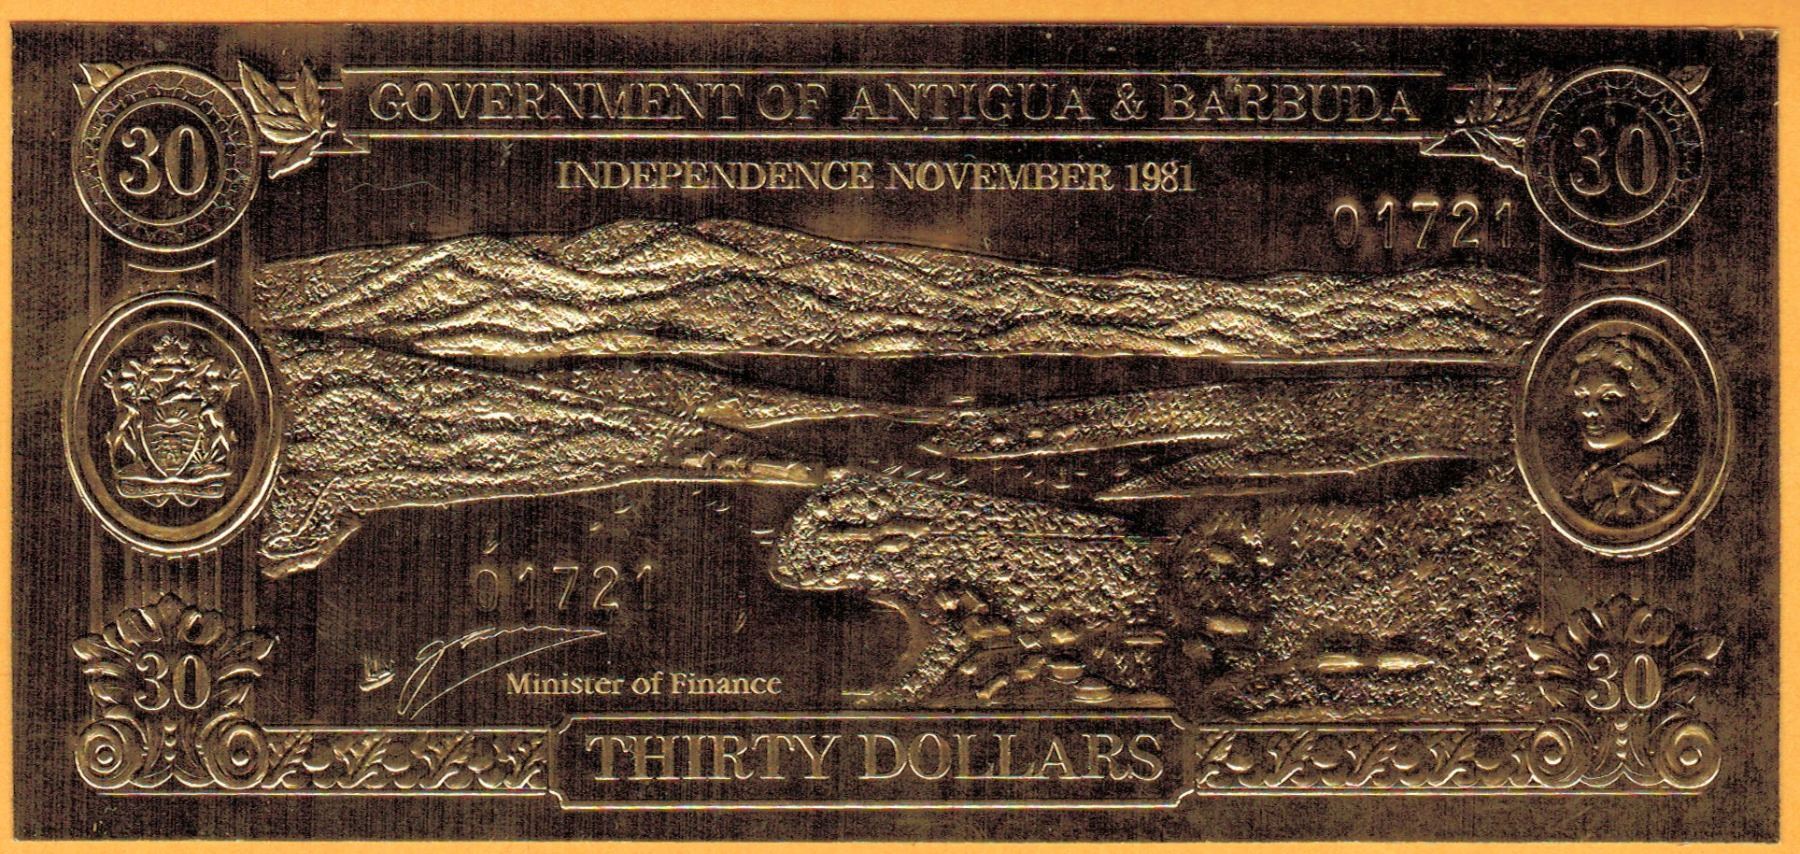 30
GOVERNMENT OF ANTIGUA & BARBUDA
30
INDEPENDENCE NOVEMBER 1981
01721
01721
Minister of Finance
30
30
THIRTY DOLLARS